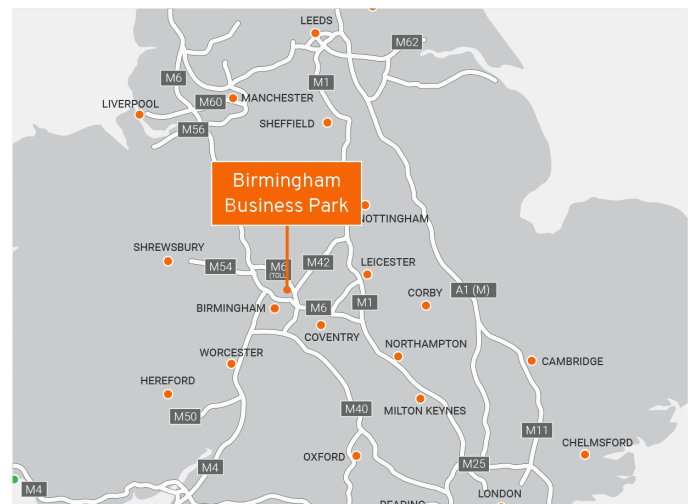 LEEDS
M62
M6
M1
LIVERPOOL
M60
MANCHESTER
M56
SHEFFIELD
Birmingham
Business Park
NOTTINGHAM
SHREWSBURY
M54
M6
(TOLL)
M42
LEICESTER
CORBY
A1 (M)
BIRMINGHAM
M6
M1
COVENTRY
NORTHAMPTON
WORCESTER
CAMBRIDGE
HEREFORD
M50
M40
MILTON KEYNES
M11
CHELMSFORD
M4
OXFORD
M25
M4
LONDON
READING